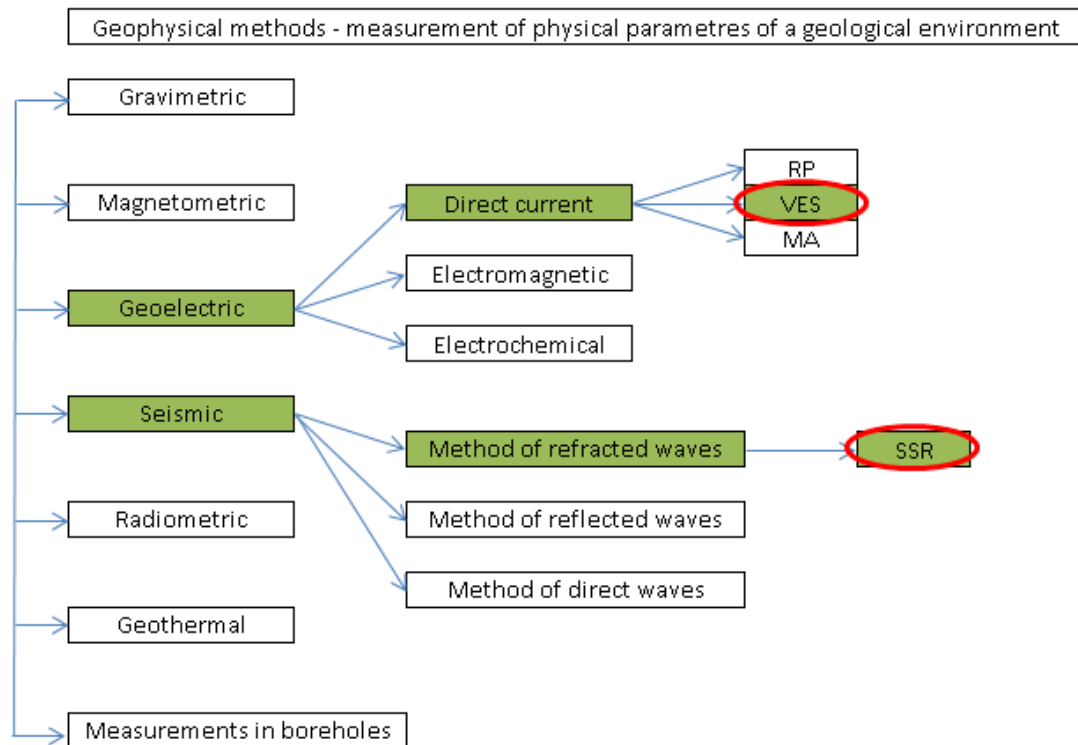 Geophysical methods - measurement of physical parametres of a geological environment
Gravimetric
Magnetometric
Geoelectric
Seismic
Radiometric
Geothermal
Measurements in boreholes
Direct current
Electromagnetic
Electrochemical
Method of refracted waves
Method of reflected waves
Method of direct waves
RP
VES
MA
SSR